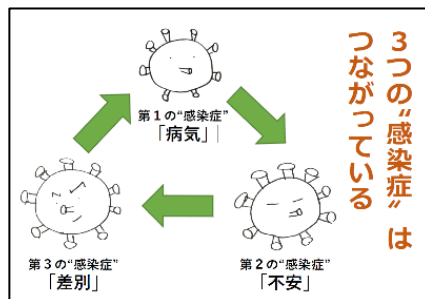 3つの“感染症”は
つながっている
第1の“感染症”
「病気」
第2の“感染症”
「不安」
第3の“感染症”
「差別」